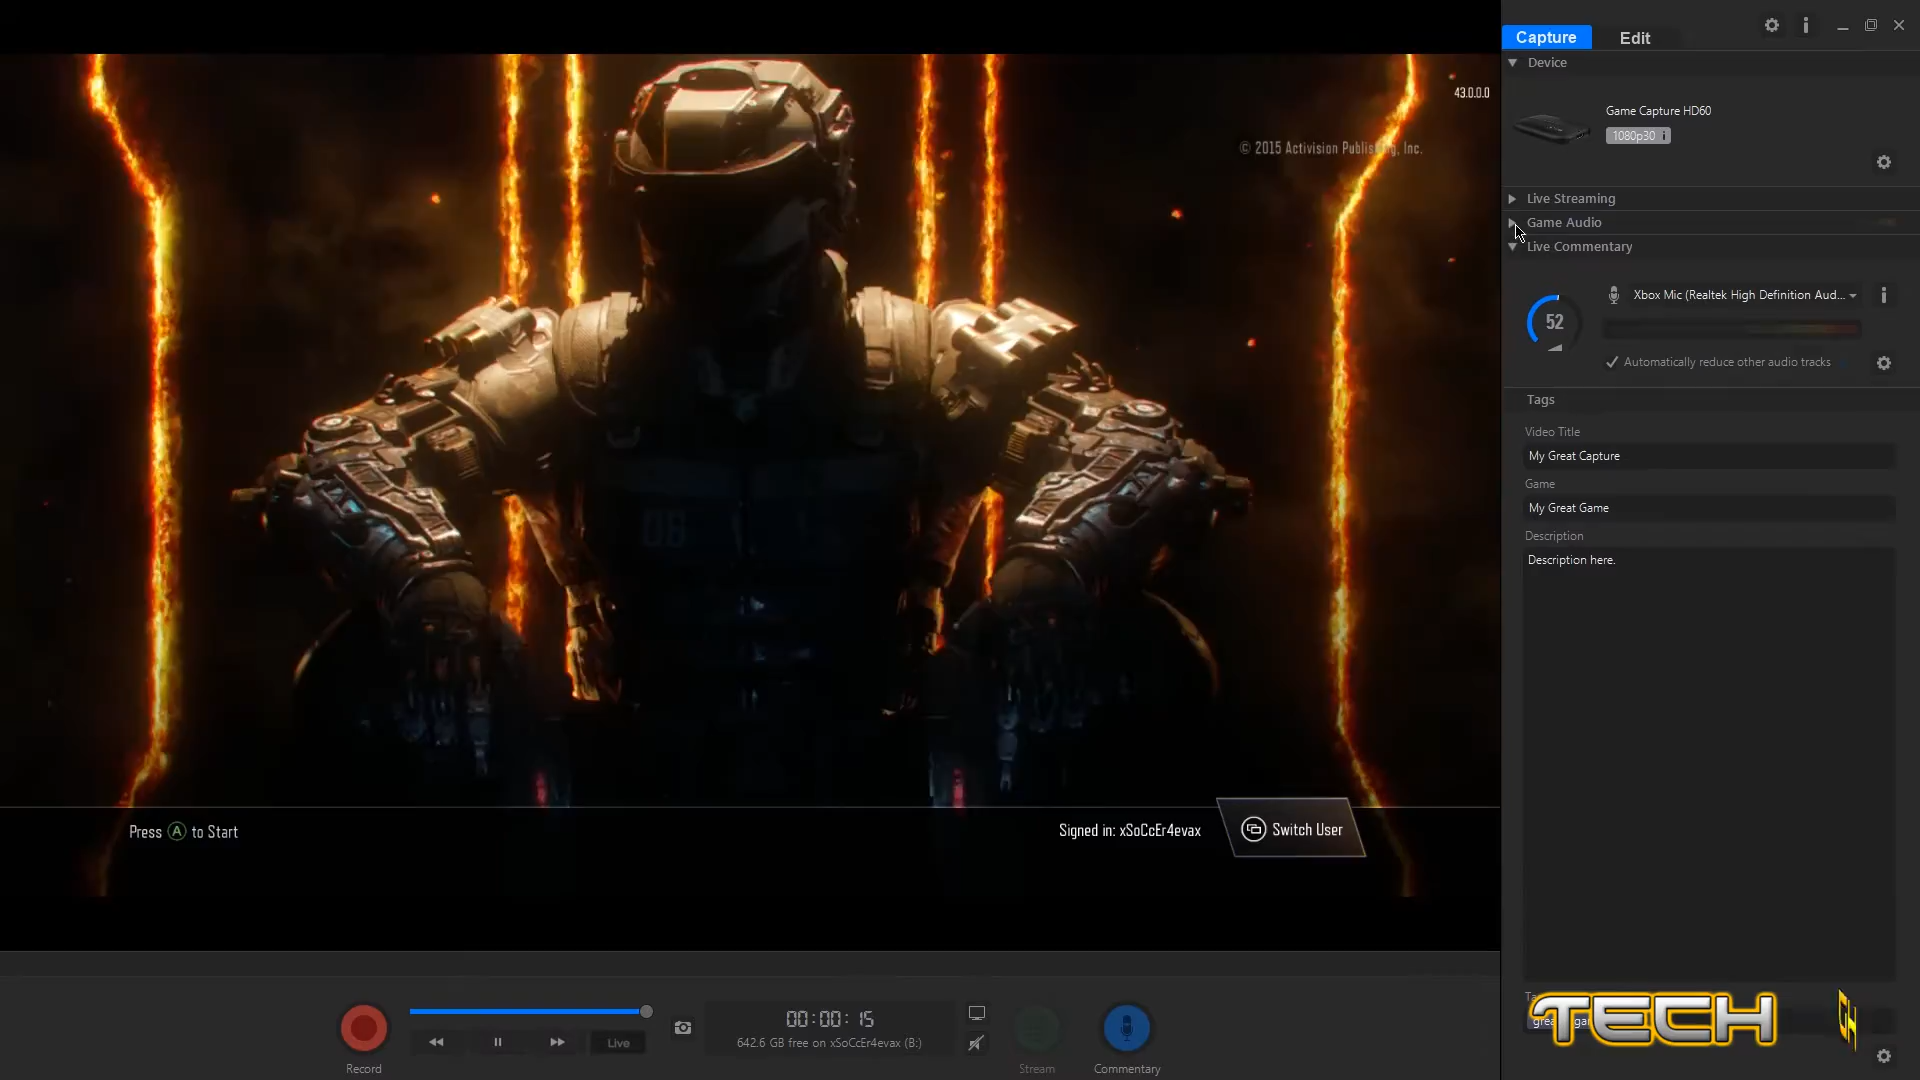 Capture
Edit
Device
Game Capture HD60
1080p30 i
43.0.0.0
© 2015 Activision Publishing, Inc.
Live Streaming
Game Audio
Live Commentary
52
Xbox Mic (Realtek High Definition Aud...
Automatically reduce other audio tracks
Tags
Video Title
My Great Capture
Game
My Great Game
Description
Description here.
08
Press A to Start
Signed in: xSoCcEr4evax
Switch User
TECH
Live
00:00:15
642.6 GB free on xSoCcEr4evax (B:)
Record
Stream
Commentary